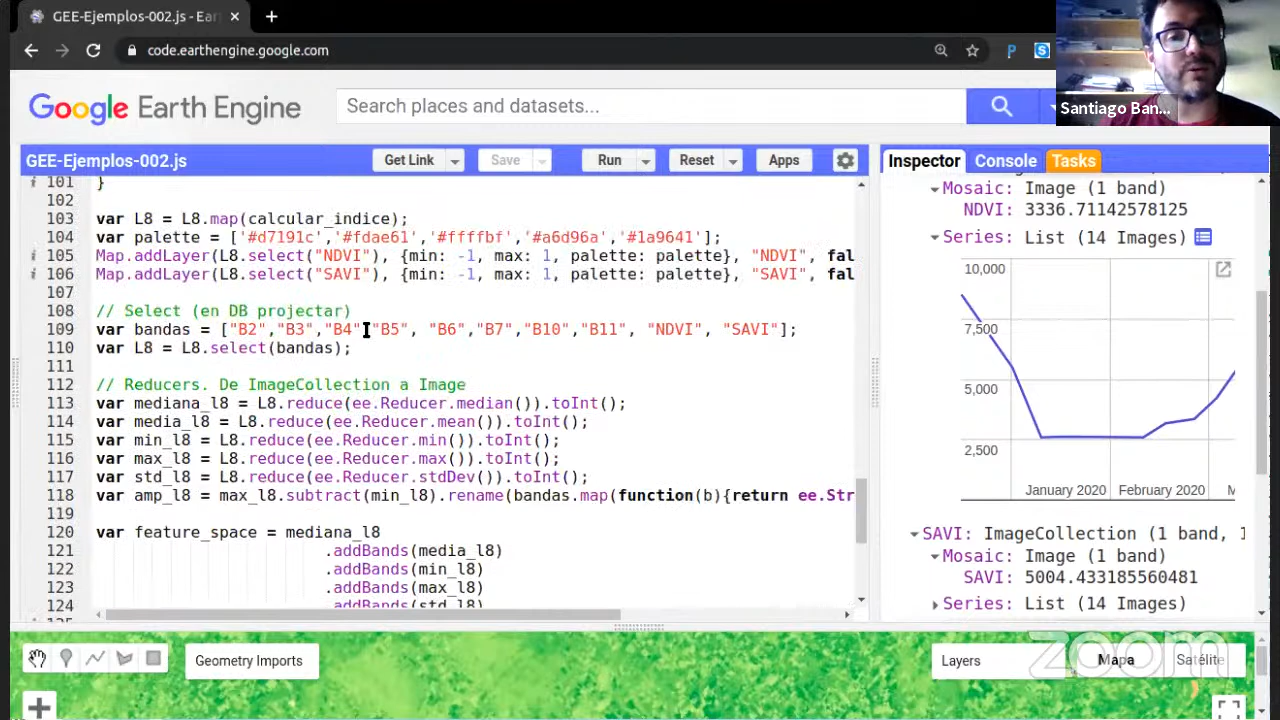 GEE-Ejemplos-002.js - Ear
code.earthengine.google.com
Google Earth Engine
Search places and datasets...
Santiago Ban...
GEE-Ejemplos-002.js
Get Link
Save
Run
Reset
Apps
Inspector
Console
Tasks
101 }
102
103 var L8 = L8.map(calcular_indice);
104 var palette = ['#d7191c','#fdae61','#ffffbf','#a6d96a','#1a9641'];
105 Map.addLayer(L8.select("NDVI"), {min: -1, max: 1, palette: palette}, "NDVI", fal
106 Map.addLayer(L8.select("SAVI"), {min: -1, max: 1, palette: palette}, "SAVI", fal
107
108 // Select (en DB projectar)
109 var bandas = ["B2","B3","B4","B5", "B6","B7","B10","B11", "NDVI", "SAVI"];
110 var L8 = L8.select(bandas);
111
112 // Reducers. De ImageCollection a Image
113 var mediana_l8 = L8.reduce(ee.Reducer.median()).toInt();
114 var media_l8 = L8.reduce(ee.Reducer.mean()).toInt();
115 var min_l8 = L8.reduce(ee.Reducer.min()).toInt();
116 var max_l8 = L8.reduce(ee.Reducer.max()).toInt();
117 var std_l8 = L8.reduce(ee.Reducer.stdDev()).toInt();
118 var amp_l8 = max_l8.subtract(min_l8).rename(bandas.map(function(b){return ee.Str
119
120 var feature_space = mediana_l8
121 .addBands(media_l8)
122 .addBands(min_l8)
123 .addBands(max_l8)
124 .addBands(std_l8)
Mosaic: Image (1 band)
NDVI: 3336.71142578125
Series: List (14 Images)
10,000
7,500
5,000
2,500
January 2020
February 2020
M
SAVI: ImageCollection (1 band, 1
Mosaic: Image (1 band)
SAVI: 5004.433185560481
Series: List (14 Images)
Geometry Imports
Layers
Mapa
Satélite
zoom